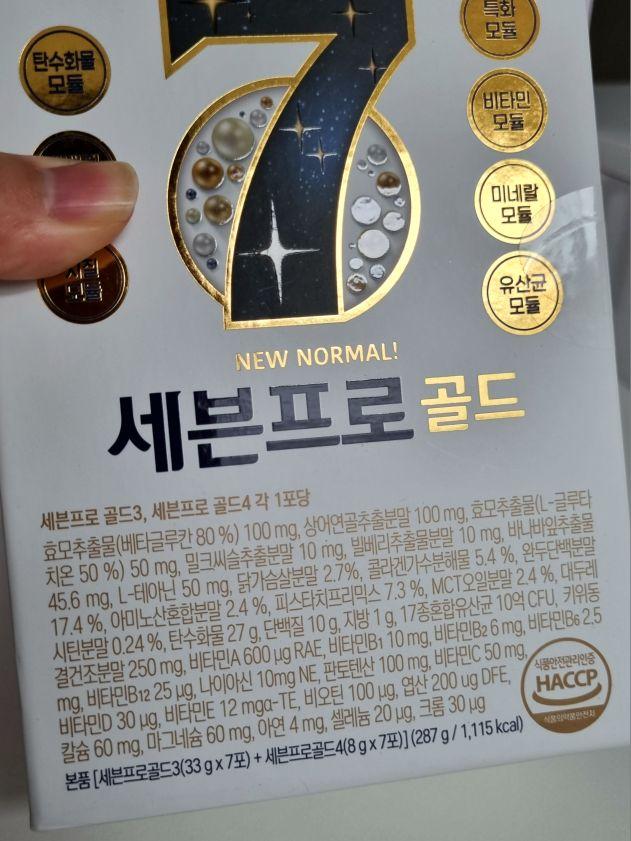 탄수화물
모듈
특화
모듈
비타민
모듈
미네랄
모듈
유산균
모듈
7
NEW NORMAL!
세븐프로 골드
세븐프로 골드3, 세븐프로 골드4 각 1포당
효모추출물(베타글루칸 80 %) 100 mg, 상어연골추출분말 100 mg, 효모추출물(L-글루타
치온 50 %) 50 mg, 밀크씨슬추출분말 10 mg, 빌베리추출물분말 10 mg, 바나바잎추출물
45.6 mg, L-테아닌 50 mg, 닭가슴살분말 2.7%, 콜라겐가수분해물 5.4 %, 완두단백분말
17.4 %, 아미노산혼합분말 2.4 %, 피스타치프리믹스 7.3 %, MCT오일분말 2.4 %, 대두레
시틴분말 0.24 %, 탄수화물 27 g, 단백질 10 g, 지방 1 g, 17종혼합유산균 10억 CFU, 키위동
결건조분말 250 mg, 비타민A 600 μg RAE, 비타민B1 10 mg, 비타민B2 6 mg, 비타민B6 2.5
mg, 비타민B12 25 μg, 나이아신 10mg NE, 판토텐산 100 mg, 비타민C 50 mg,
비타민D 30 μg, 비타민E 12 mgα-TE, 비오틴 100 μg, 엽산 200 ug DFE,
칼슘 60 mg, 마그네슘 60 mg, 아연 4 mg, 셀레늄 20 μg, 크롬 30 μg
본품 [세븐프로골드3(33 g x 7포) + 세븐프로골드4(8 g x 7포)] (287 g / 1,115 kcal)
식품안전관리인증
HACCP
식품의약품안전처